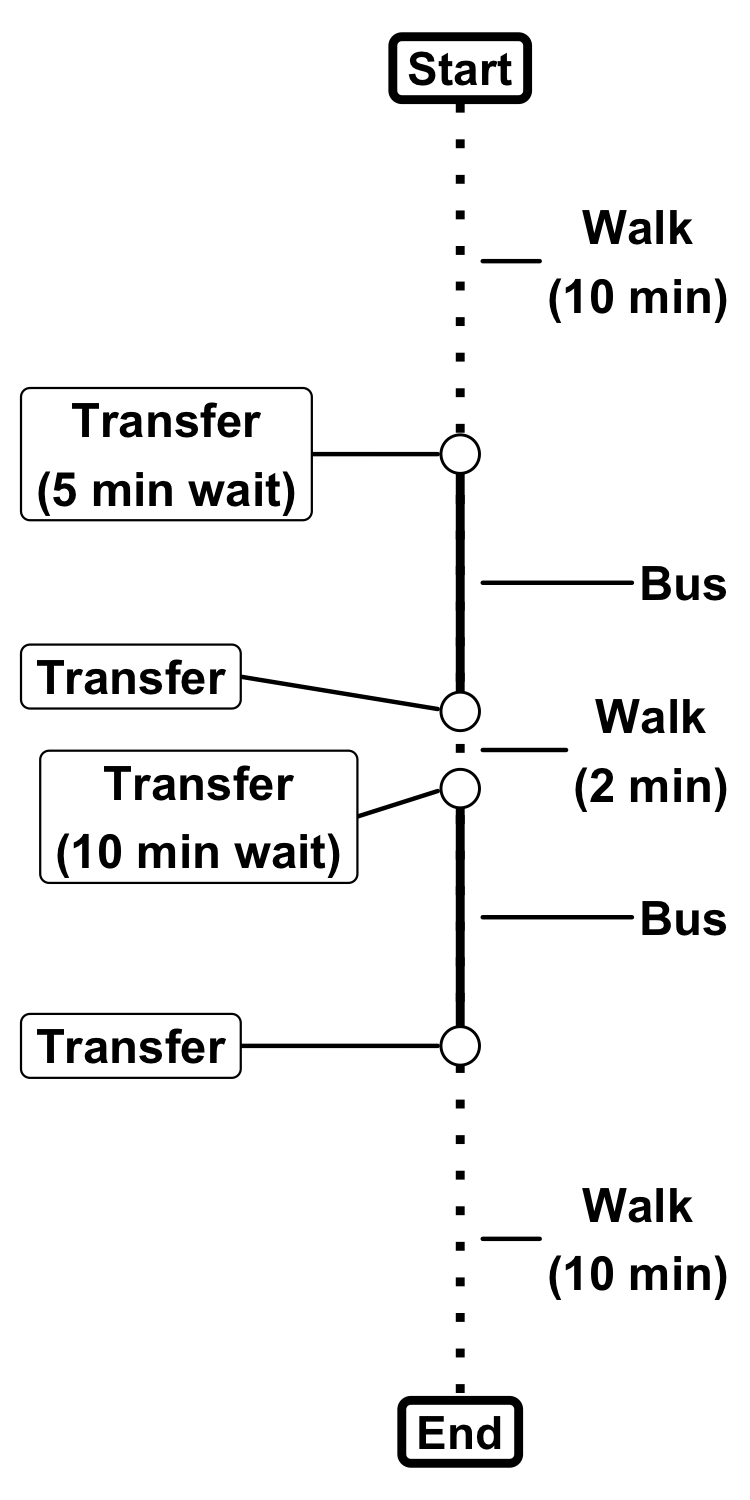 Start
Walk
(10 min)
Transfer
(5 min wait)
Bus
Transfer
Walk
(2 min)
Transfer
(10 min wait)
Bus
Transfer
Walk
(10 min)
End